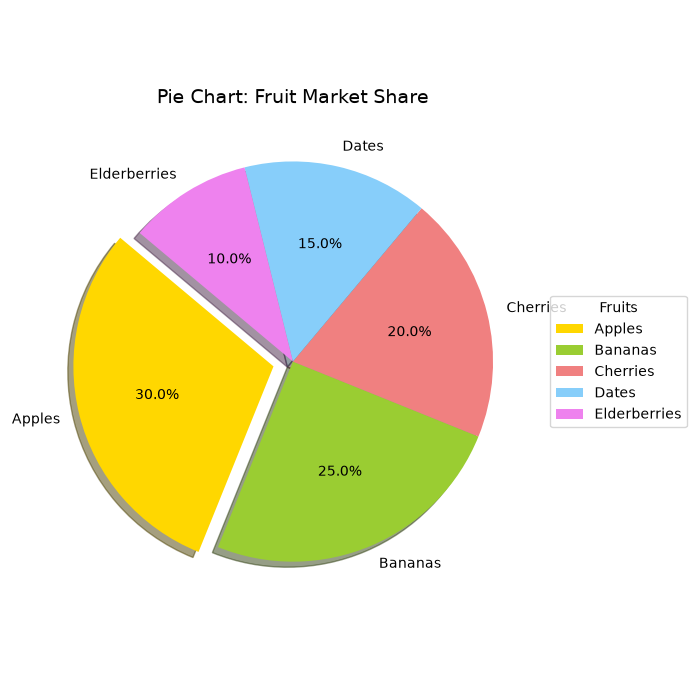 Pie Chart: Fruit Market Share
Dates
Elderberries
15.0%
10.0%
Cherries
Fruits
20.0%
Apples
Bananas
Cherries
Dates
Elderberries
30.0%
Apples
25.0%
Bananas